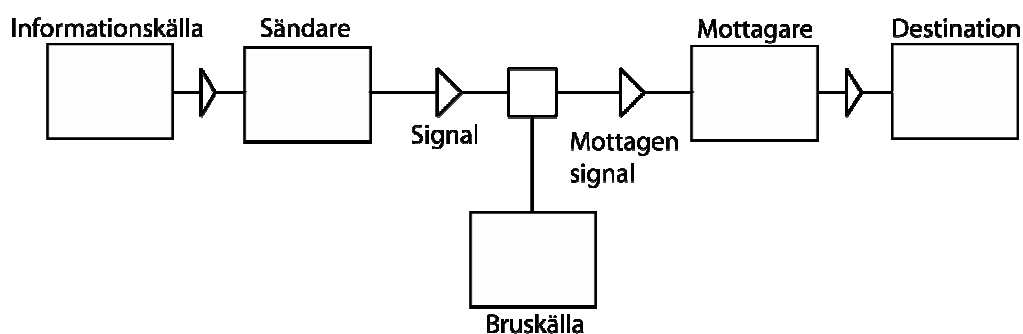 Informationskälla
Sändare
Mottagare
Destination
Signal
Mottagen
signal
Bruskälla